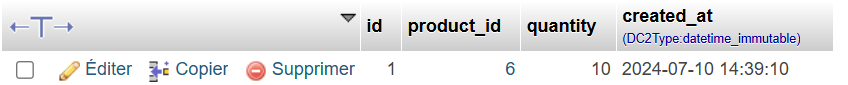 id product_id quantity created_at
(DC2Type:datetime_immutable)
Éditer Copier Supprimer 1 6 10 2024-07-10 14:39:10